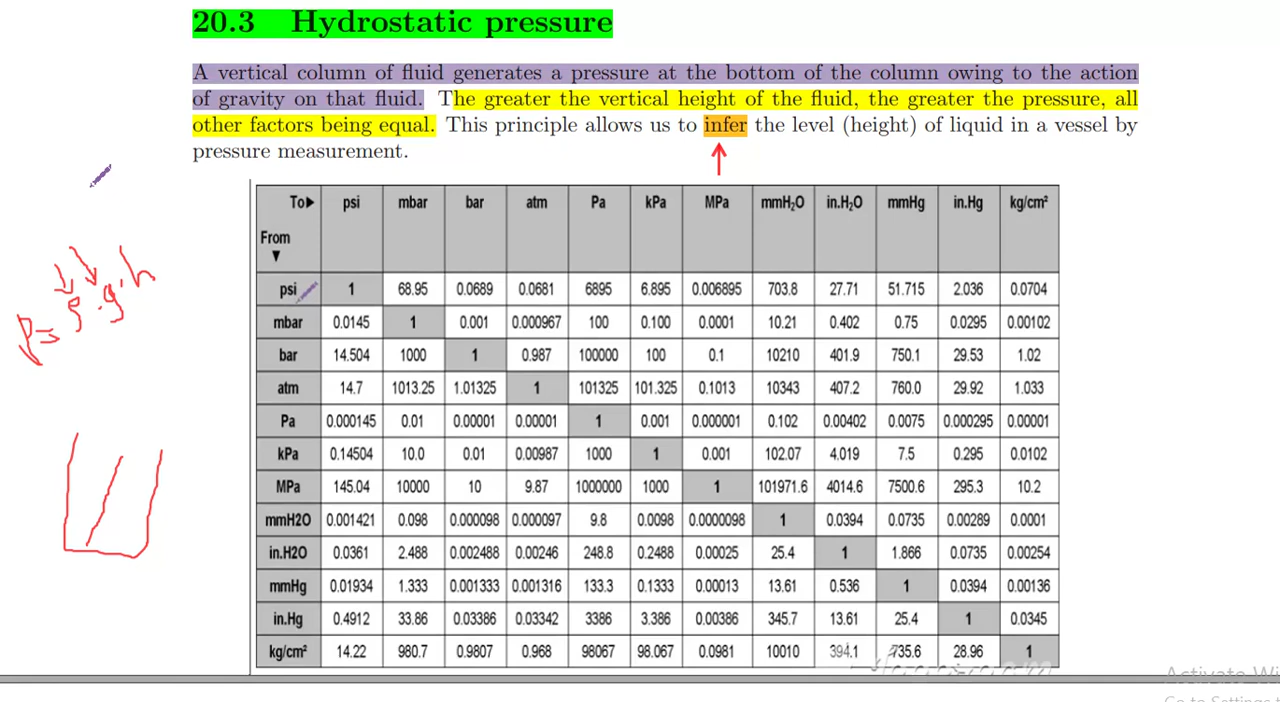 20.3 Hydrostatic pressure
A vertical column of fluid generates a pressure at the bottom of the column owing to the action
of gravity on that fluid. The greater the vertical height of the fluid, the greater the pressure, all
other factors being equal. This principle allows us to infer the level (height) of liquid in a vessel by
pressure measurement.
To▶ psi mbar bar atm Pa kPa MPa mmH₂O in.H₂O mmHg in.Hg kg/cm²
From
▼
psi 1 68.95 0.0689 0.0681 6895 6.895 0.006895 703.8 27.71 51.715 2.036 0.0704
mbar 0.0145 1 0.001 0.000967 100 0.100 0.0001 10.21 0.402 0.75 0.0295 0.00102
bar 14.504 1000 1 0.987 100000 100 0.1 10210 401.9 750.1 29.53 1.02
atm 14.7 1013.25 1.01325 1 101325 101.325 0.1013 10343 407.2 760.0 29.92 1.033
Pa 0.000145 0.01 0.00001 0.00001 1 0.001 0.000001 0.102 0.00402 0.0075 0.000295 0.00001
kPa 0.14504 10.0 0.01 0.00987 1000 1 0.001 102.07 4.019 7.5 0.295 0.0102
MPa 145.04 10000 10 9.87 1000000 1000 1 101971.6 4014.6 7500.6 295.3 10.2
mmH2O 0.001421 0.098 0.000098 0.000097 9.8 0.0098 0.0000098 1 0.0394 0.0735 0.00289 0.0001
in.H2O 0.0361 2.488 0.002488 0.00246 248.8 0.2488 0.00025 25.4 1 1.866 0.0735 0.00254
mmHg 0.01934 1.333 0.001333 0.001316 133.3 0.1333 0.00013 13.61 0.536 1 0.0394 0.00136
in.Hg 0.4912 33.86 0.03386 0.03342 3386 3.386 0.00386 345.7 13.61 25.4 1 0.0345
kg/cm² 14.22 980.7 0.9807 0.968 98067 98.067 0.0981 10010 394.1 735.6 28.96 1
P = ρ · g · h